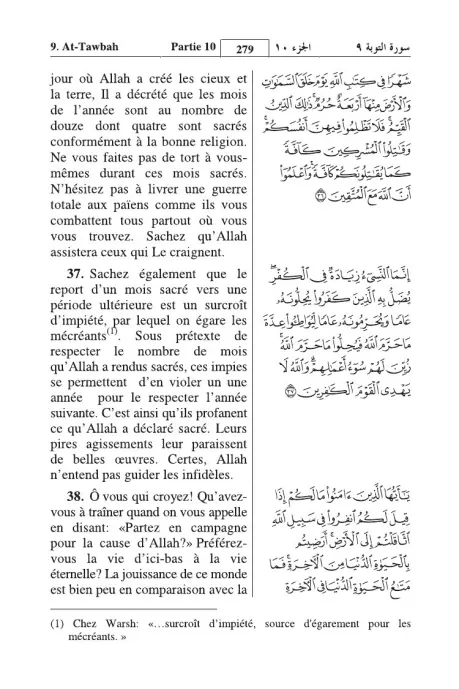 9. At-Tawbah Partie 10 279 الجزء ١٠ سورة التوبة ٩
jour où Allah a créé les cieux et
la terre, Il a décrété que les mois
de l'année sont au nombre de
douze dont quatre sont sacrés
conformément à la bonne religion.
Ne vous faites pas de tort à vous-
mêmes durant ces mois sacrés.
N'hésitez pas à livrer une guerre
totale aux païens comme ils vous
combattent tous partout où vous
vous trouvez. Sachez qu'Allah
assistera ceux qui Le craignent.
37. Sachez également que le
report d'un mois sacré vers une
période ultérieure est un surcroît
d'impiété, par lequel on égare les
mécréants(1). Sous prétexte de
respecter le nombre de mois
qu'Allah a rendus sacrés, ces impies
se permettent d'en violer un une
année pour le respecter l'année
suivante. C'est ainsi qu'ils profanent
ce qu'Allah a déclaré sacré. Leurs
pires agissements leur paraissent
de belles œuvres. Certes, Allah
n'entend pas guider les infidèles.
38. Ô vous qui croyez! Qu'avez-
vous à traîner quand on vous appelle
en disant: «Partez en campagne
pour la cause d'Allah?» Préférez-
vous la vie d'ici-bas à la vie
éternelle? La jouissance de ce monde
est bien peu en comparaison avec la
شَهْرًا فِي كِتَٰبِ ٱللَّهِ يَوْمَ خَلَقَ ٱلسَّمَٰوَٰتِ
وَٱلْأَرْضَ مِنْهَآ أَرْبَعَةٌ حُرُمٌ ذَٰلِكَ ٱلدِّينُ
ٱلْقَيِّمُ فَلَا تَظْلِمُوا۟ فِيهِنَّ أَنفُسَكُمْ
وَقَٰتِلُوا۟ ٱلْمُشْرِكِينَ كَآفَّةً
كَمَا يُقَٰتِلُونَكُمْ كَآفَّةً وَٱعْلَمُوٓا۟
أَنَّ ٱللَّهَ مَعَ ٱلْمُتَّقِينَ ٣٦
إِنَّمَا ٱلنَّسِىٓءُ زِيَادَةٌ فِى ٱلْكُفْرِ
يُضَلُّ بِهِ ٱلَّذِينَ كَفَرُوا۟ يُحِلُّونَهُۥ
عَامًا وَيُحَرِّمُونَهُۥ عَامًا لِّيُوَاطِـُٔوا۟ عِدَّةَ
مَا حَرَّمَ ٱللَّهُ فَيُحِلُّوا۟ مَا حَرَّمَ ٱللَّهُ
زُيِّنَ لَهُمْ سُوٓءُ أَعْمَٰلِهِمْ وَٱللَّهُ لَا
يَهْدِى ٱلْقَوْمَ ٱلْكَٰفِرِينَ ٣٧
يَٰٓأَيُّهَا ٱلَّذِينَ ءَامَنُوا۟ مَا لَكُمْ إِذَا
قِيلَ لَكُمُ ٱنفِرُوا۟ فِى سَبِيلِ ٱللَّهِ
ٱثَّاقَلْتُمْ إِلَى ٱلْأَرْضِ أَرَضِيتُم
بِٱلْحَيَوٰةِ ٱلدُّنْيَا مِنَ ٱلْءَاخِرَةِ فَمَا
مَتَٰعُ ٱلْحَيَوٰةِ ٱلدُّنْيَا فِى ٱلْءَاخِرَةِ
(1) Chez Warsh: «…surcroît d'impiété, source d'égarement pour les
mécréants. »